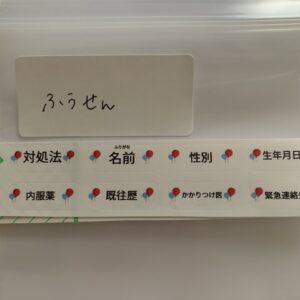 ふうせん
対処法 名前 性別 生年月日
ふりがな
内服薬 既往歴 かかりつけ医 緊急連絡